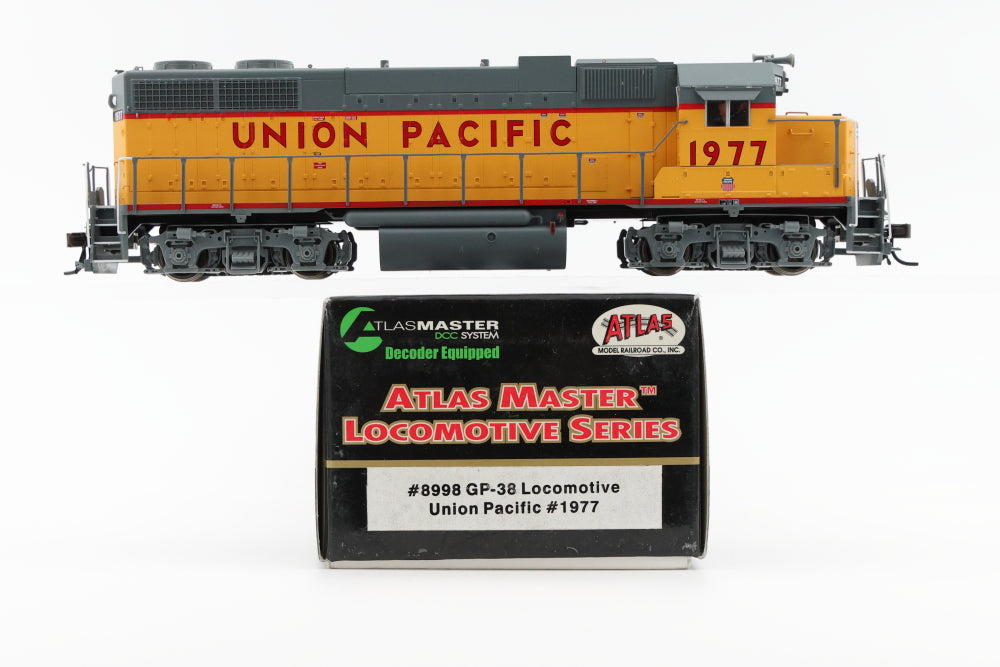 UNION PACIFIC
1977
ATLASMASTER
DCC SYSTEM
Decoder Equipped
ATLAS
®
MODEL RAILROAD CO., INC.
ATLAS MASTER™
LOCOMOTIVE SERIES
#8998 GP-38 Locomotive
Union Pacific #1977